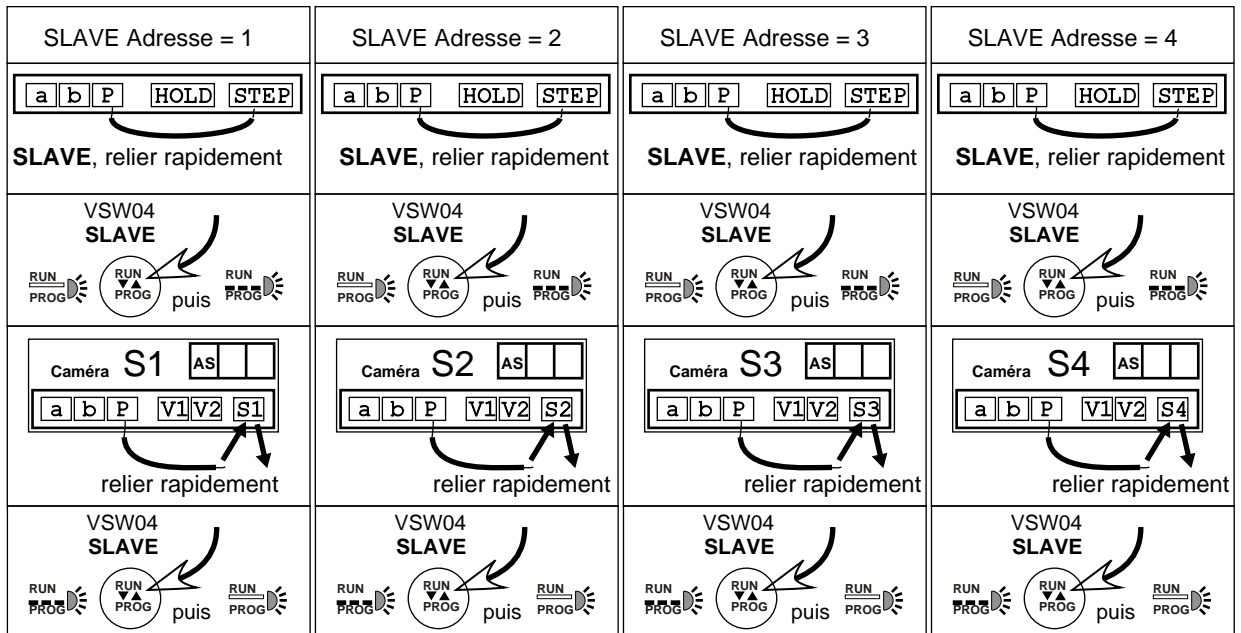 SLAVE Adresse = 1 SLAVE Adresse = 2 SLAVE Adresse = 3 SLAVE Adresse = 4
a b P HOLD STEP a b P HOLD STEP a b P HOLD STEP a b P HOLD STEP
SLAVE, relier rapidement SLAVE, relier rapidement SLAVE, relier rapidement SLAVE, relier rapidement
VSW04 VSW04 VSW04 VSW04
SLAVE SLAVE SLAVE SLAVE
RUN RUN RUN RUN RUN RUN RUN RUN RUN RUN RUN RUN
PROG PROG puis PROG PROG PROG puis PROG PROG PROG puis PROG PROG PROG puis PROG
Caméra S1 AS Caméra S2 AS Caméra S3 AS Caméra S4 AS
a b P V1 V2 S1 a b P V1 V2 S2 a b P V1 V2 S3 a b P V1 V2 S4
relier rapidement relier rapidement relier rapidement relier rapidement
VSW04 VSW04 VSW04 VSW04
SLAVE SLAVE SLAVE SLAVE
RUN RUN RUN RUN RUN RUN RUN RUN RUN RUN RUN RUN
PROG PROG puis PROG PROG PROG puis PROG PROG PROG puis PROG PROG PROG puis PROG